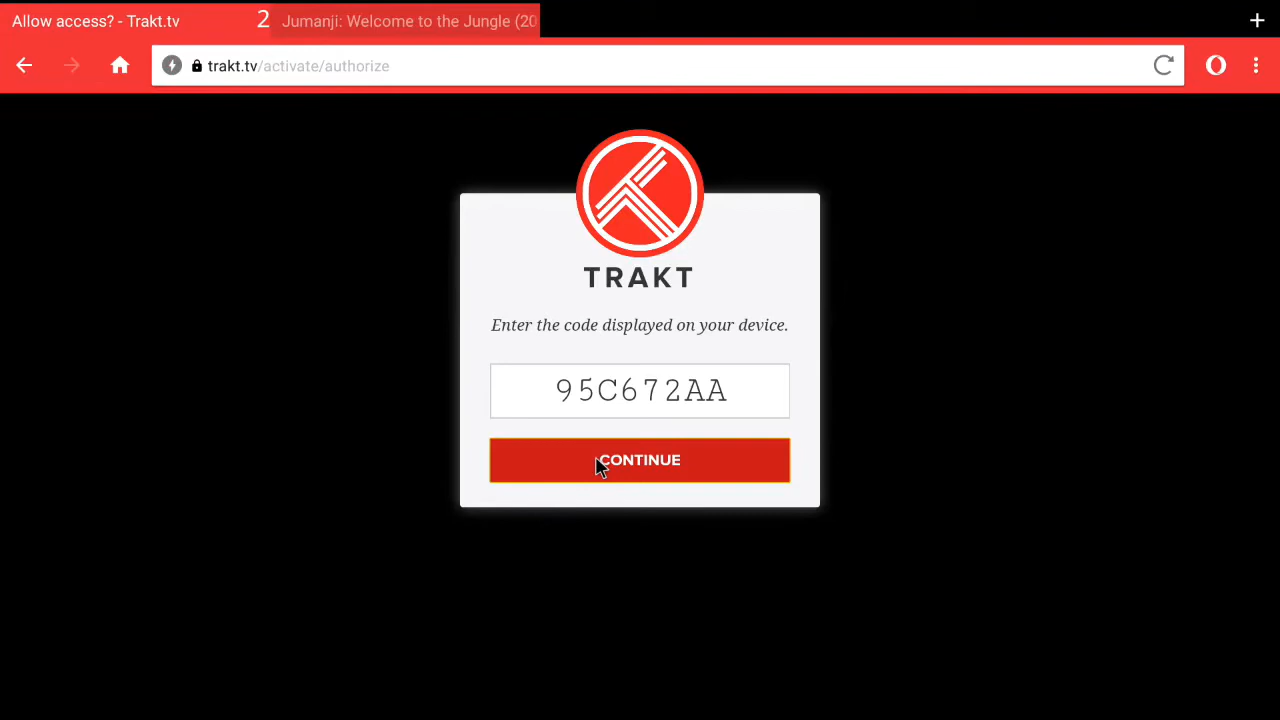 Allow access? - Trakt.tv
2
Jumanji: Welcome to the Jungle (20
trakt.tv/activate/authorize
TRAKT
Enter the code displayed on your device.
95C672AA
CONTINUE